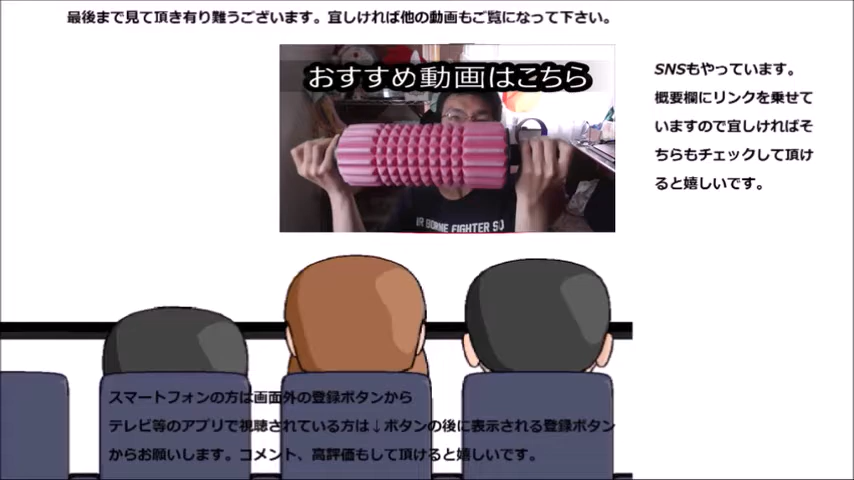 最後まで見て頂き有り難うございます。宜しければ他の動画もご覧になって下さい。
おすすめ動画はこちら
SNSもやっています。
概要欄にリンクを乗せて
いますので宜しければそ
ちらもチェックして頂け
ると嬉しいです。
BORNE FIGHTER SQ
スマートフォンの方は画面外の登録ボタンから
テレビ等のアプリで視聴されている方は↓ボタンの後に表示される登録ボタン
からお願いします。コメント、高評価もして頂けると嬉しいです。